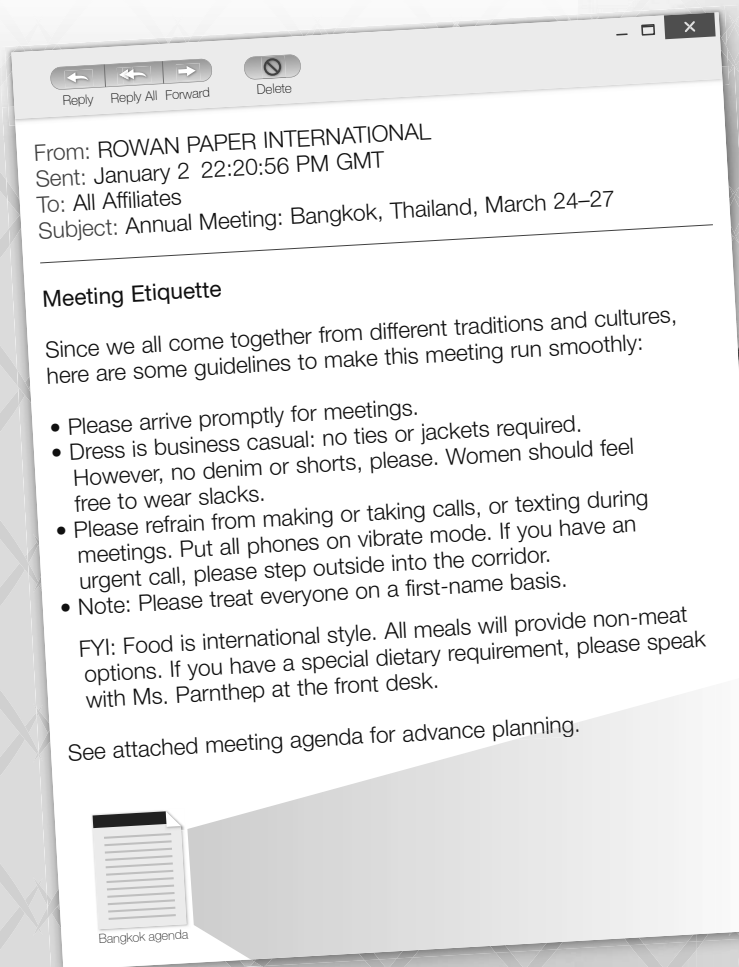 Reply Reply All Forward Delete
From: ROWAN PAPER INTERNATIONAL
Sent: January 2 22:20:56 PM GMT
To: All Affiliates
Subject: Annual Meeting: Bangkok, Thailand, March 24–27
Meeting Etiquette
Since we all come together from different traditions and cultures,
here are some guidelines to make this meeting run smoothly:
• Please arrive promptly for meetings.
• Dress is business casual: no ties or jackets required.
However, no denim or shorts, please. Women should feel
free to wear slacks.
• Please refrain from making or taking calls, or texting during
meetings. Put all phones on vibrate mode. If you have an
urgent call, please step outside into the corridor.
• Note: Please treat everyone on a first-name basis.
FYI: Food is international style. All meals will provide non-meat
options. If you have a special dietary requirement, please speak
with Ms. Parnthep at the front desk.
See attached meeting agenda for advance planning.
Bangkok agenda